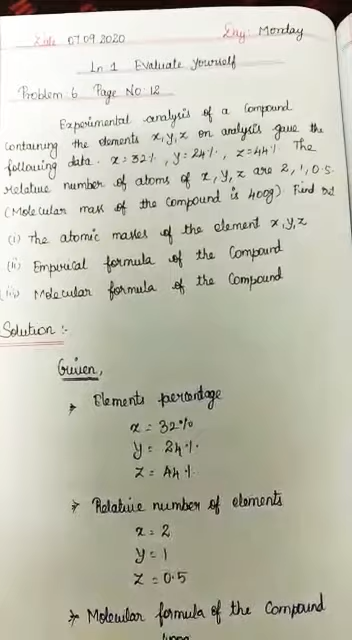 Date 07.09.2020 Day: Monday
Ln 1 Evaluate yourself
Problem: 6 Page No: 12
Experimental analysis of a Compound
Containing the elements x, y, z on analysis gave the
following data. x = 32%, y = 24%, z = 44%. The
relative number of atoms of x, y, z are 2, 1, 0.5.
(Molecular mass of the compound is 400g) Find out
(i) The atomic masses of the element x, y, z
(ii) Empirical formula of the Compound
(iii) Molecular formula of the Compound
Solution :-
Given,
Elements percentage
x = 32%
y = 24%.
z = 44%.
Relative number of elements
x = 2
y = 1
z = 0.5
Molecular formula of the Compound